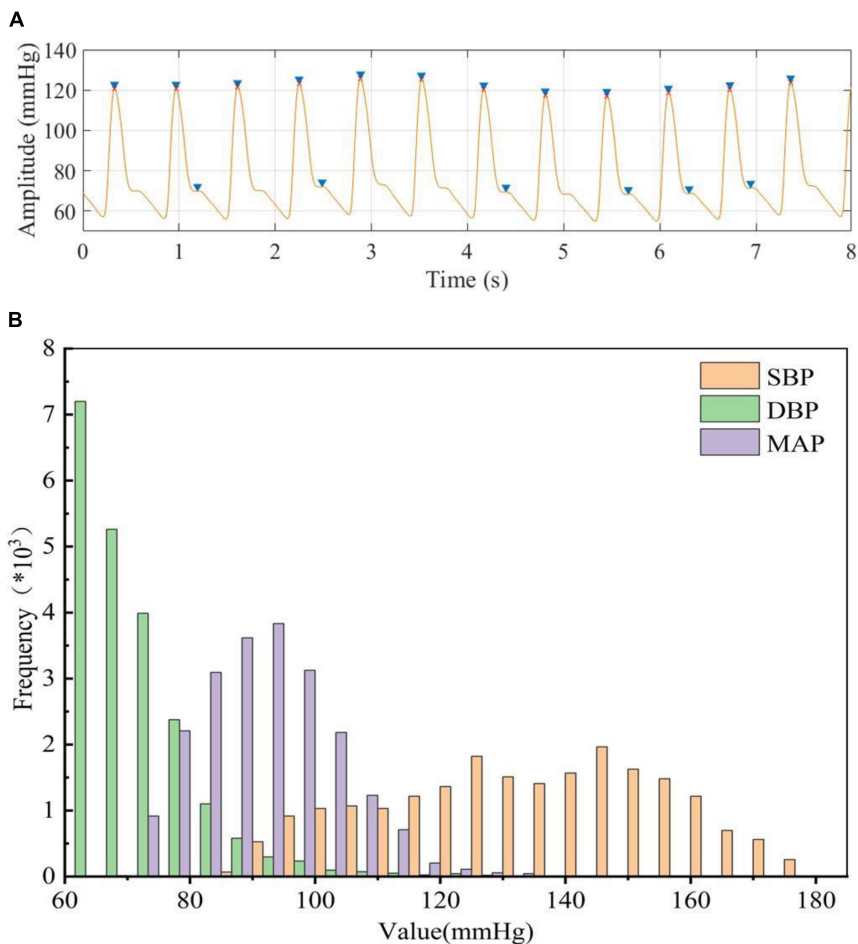 A
Amplitude (mmHg)
140
120
100
80
60
0 1 2 3 4 5 6 7 8
Time (s)
B
Frequency（*10³）
8
7
6
5
4
3
2
1
0
SBP
DBP
MAP
60 80 100 120 140 160 180
Value(mmHg)